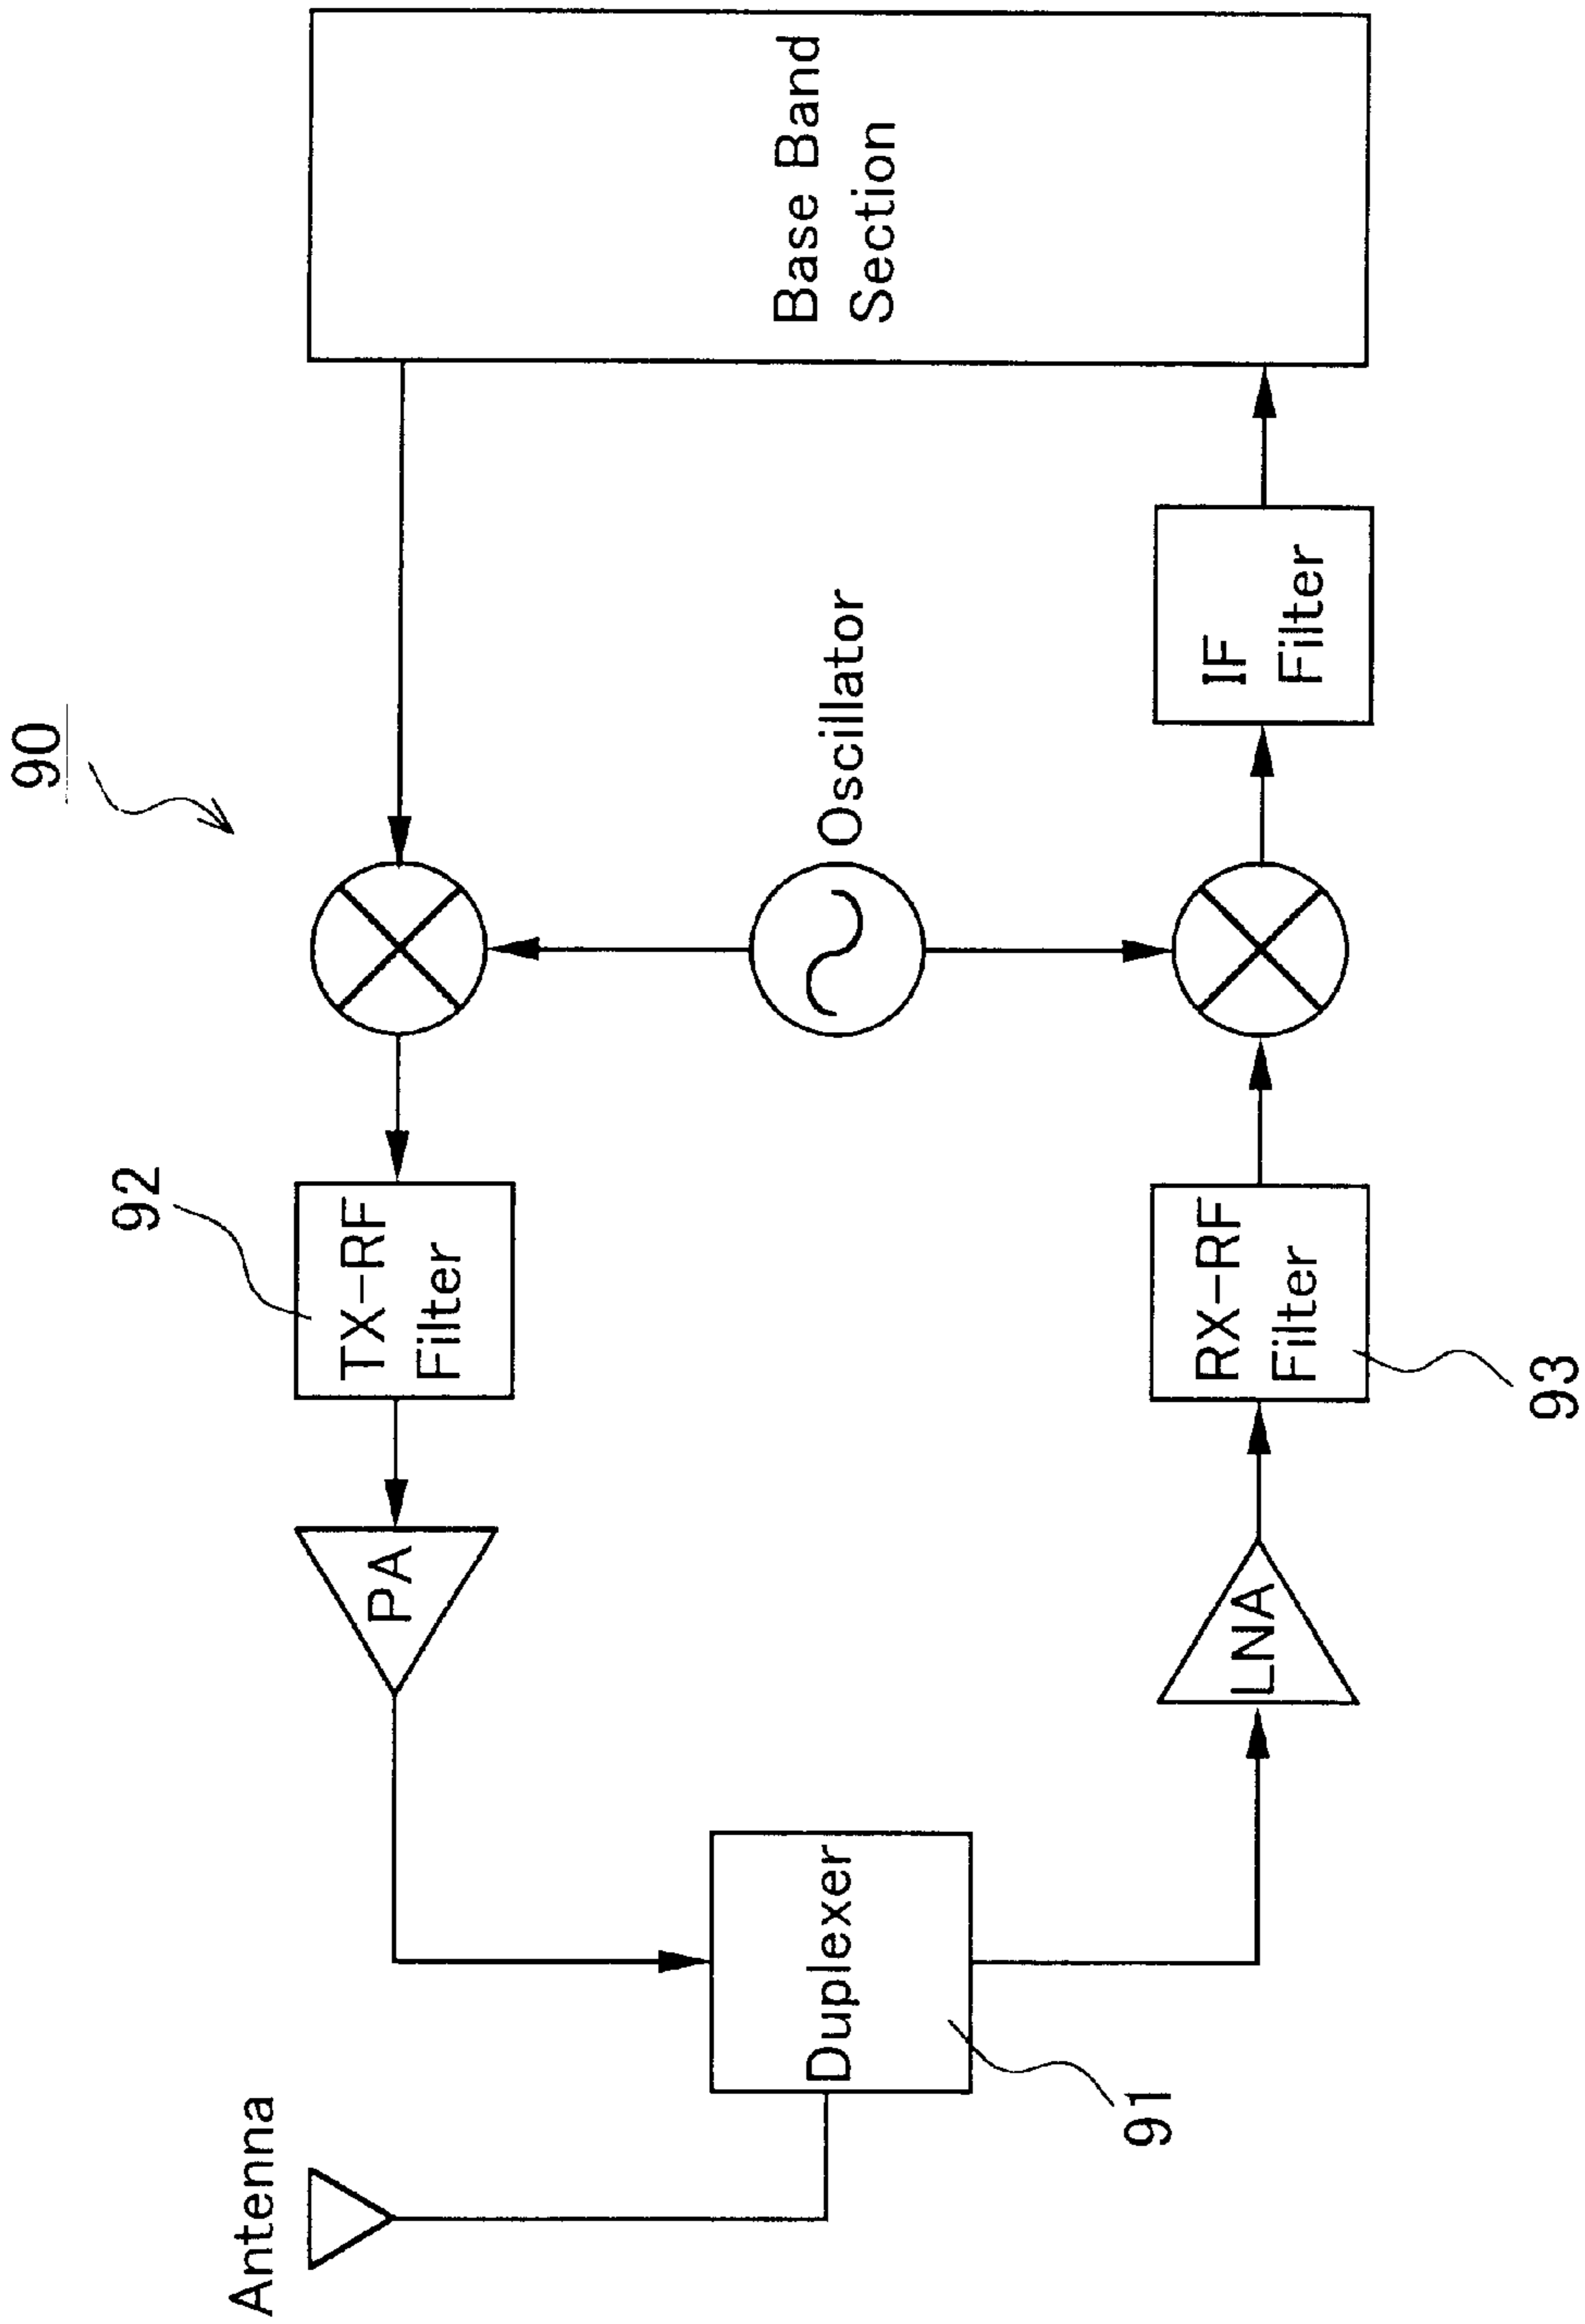 90
Antenna
Duplexer
91
PA
TX-RF
Filter
92
Oscillator
LNA
RX-RF
Filter
93
IF
Filter
Base Band
Section